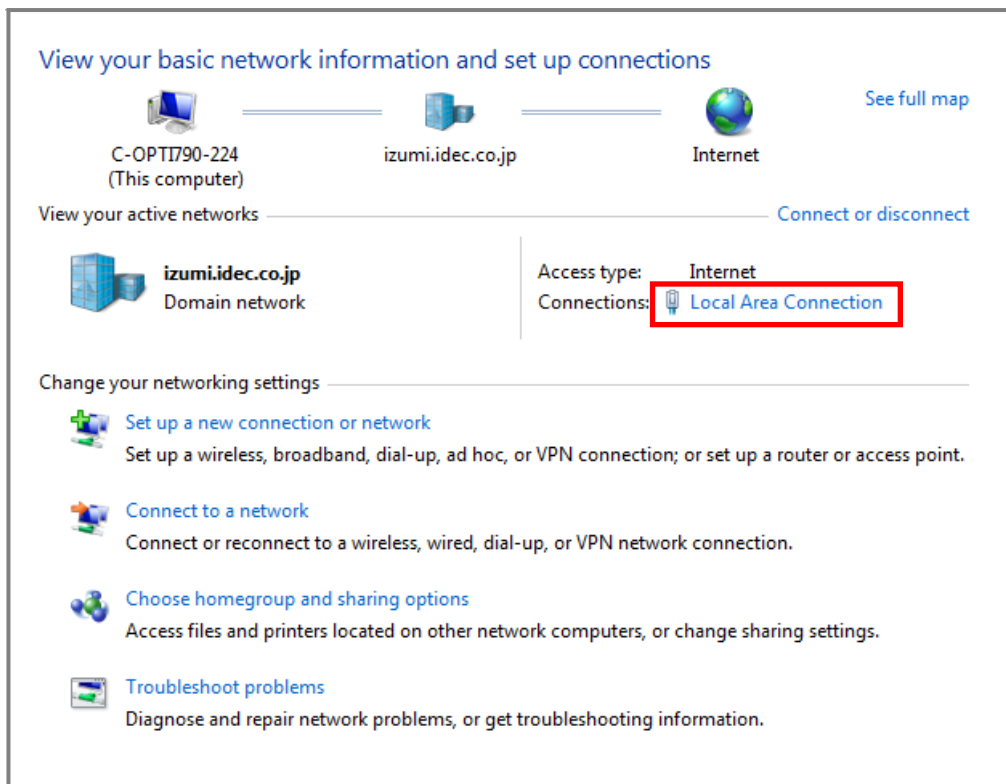 View your basic network information and set up connections
See full map
C-OPTI790-224
(This computer)
izumi.idec.co.jp
Internet
View your active networks
Connect or disconnect
izumi.idec.co.jp
Domain network
Access type: Internet
Connections: Local Area Connection
Change your networking settings
Set up a new connection or network
Set up a wireless, broadband, dial-up, ad hoc, or VPN connection; or set up a router or access point.
Connect to a network
Connect or reconnect to a wireless, wired, dial-up, or VPN network connection.
Choose homegroup and sharing options
Access files and printers located on other network computers, or change sharing settings.
Troubleshoot problems
Diagnose and repair network problems, or get troubleshooting information.